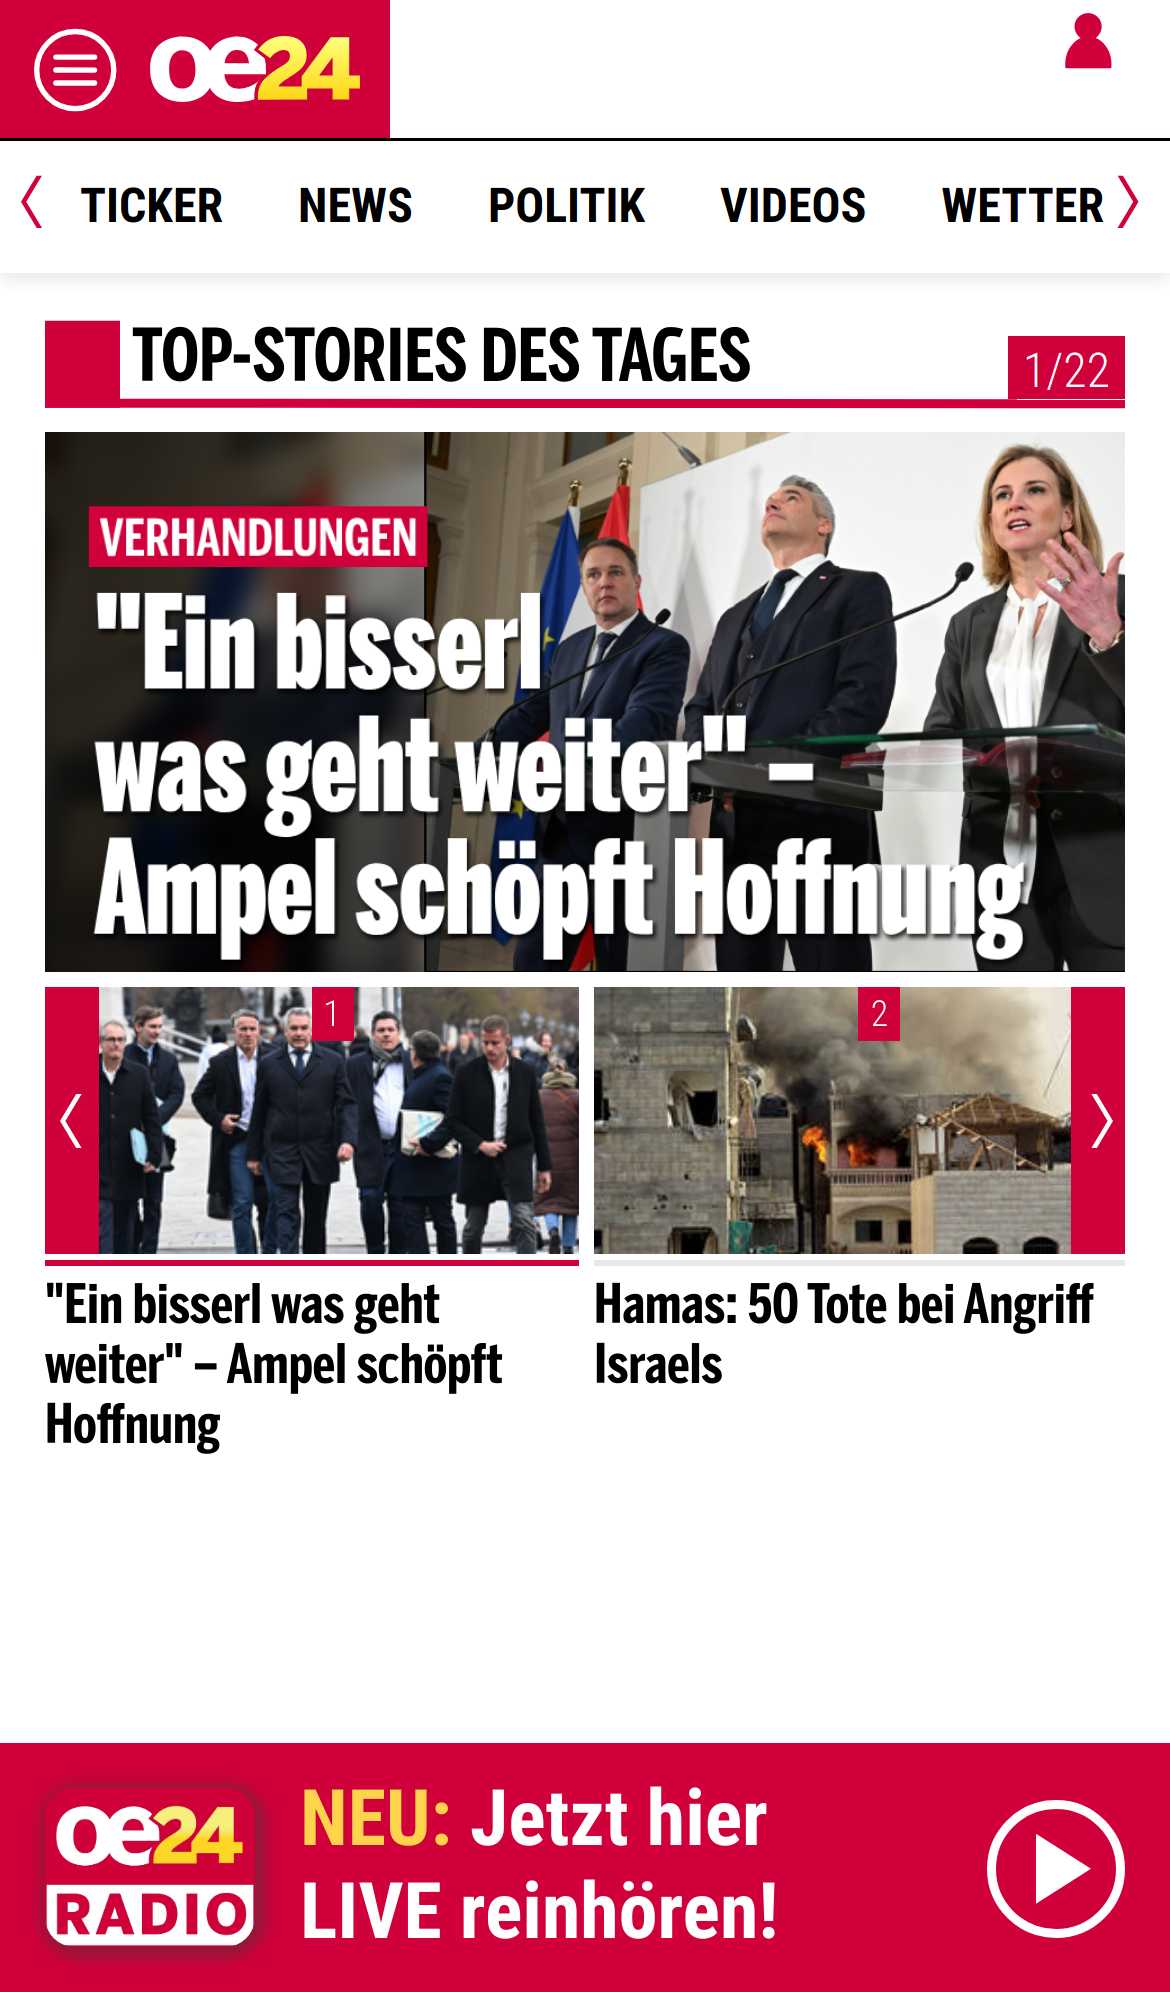 oe24
TICKER NEWS POLITIK VIDEOS WETTER
TOP-STORIES DES TAGES
1/22
VERHANDLUNGEN
"Ein bisserl
was geht weiter" –
Ampel schöpft Hoffnung
1
2
"Ein bisserl was geht
weiter" – Ampel schöpft
Hoffnung
Hamas: 50 Tote bei Angriff
Israels
oe24
RADIO
NEU: Jetzt hier
LIVE reinhören!